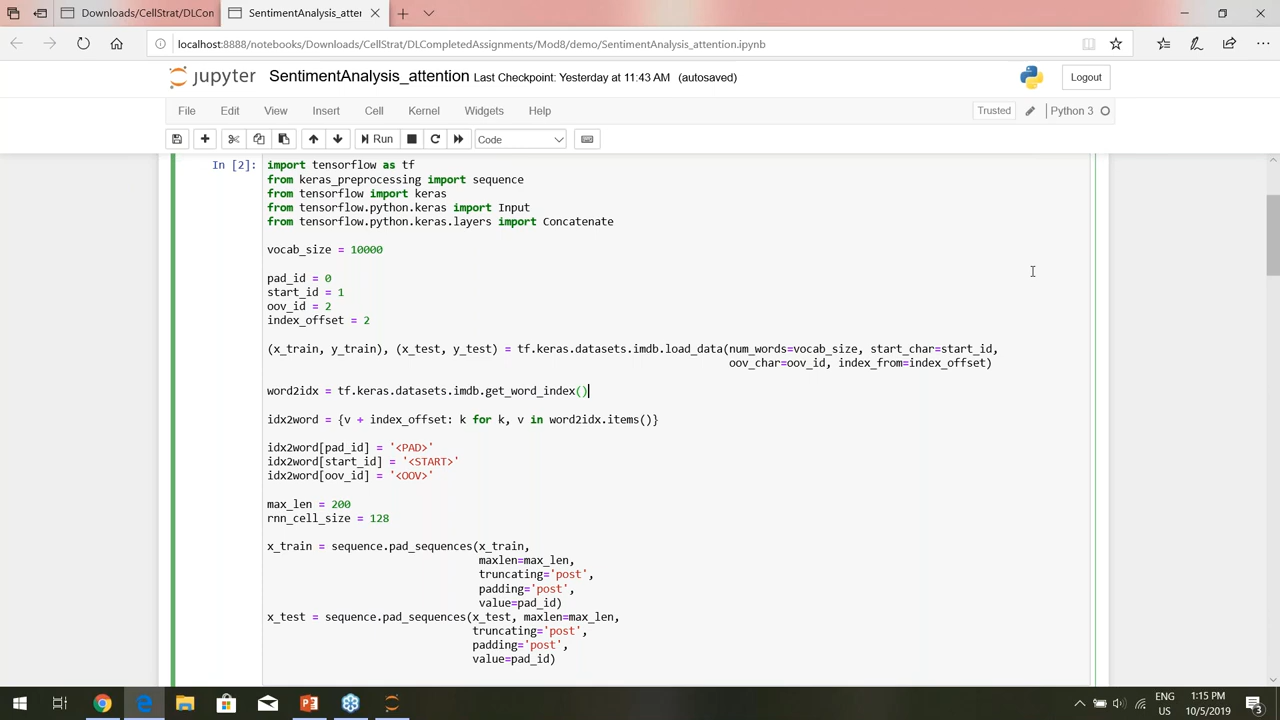 Downloads/CellStrat/DLCon
SentimentAnalysis_atter
localhost:8888/notebooks/Downloads/CellStrat/DLCompletedAssignments/Mod8/demo/SentimentAnalysis_attention.ipynb
jupyter SentimentAnalysis_attention Last Checkpoint: Yesterday at 11:43 AM (autosaved)
Logout
File Edit View Insert Cell Kernel Widgets Help
Trusted Python 3
Run Code
In [2]: import tensorflow as tf
from keras_preprocessing import sequence
from tensorflow import keras
from tensorflow.python.keras import Input
from tensorflow.python.keras.layers import Concatenate
vocab_size = 10000
pad_id = 0
start_id = 1
oov_id = 2
index_offset = 2
(x_train, y_train), (x_test, y_test) = tf.keras.datasets.imdb.load_data(num_words=vocab_size, start_char=start_id,
oov_char=oov_id, index_from=index_offset)
word2idx = tf.keras.datasets.imdb.get_word_index()
idx2word = {v + index_offset: k for k, v in word2idx.items()}
idx2word[pad_id] = '<PAD>'
idx2word[start_id] = '<START>'
idx2word[oov_id] = '<OOV>'
max_len = 200
rnn_cell_size = 128
x_train = sequence.pad_sequences(x_train,
maxlen=max_len,
truncating='post',
padding='post',
value=pad_id)
x_test = sequence.pad_sequences(x_test, maxlen=max_len,
truncating='post',
padding='post',
value=pad_id)
ENG
US
1:15 PM
10/5/2019
3